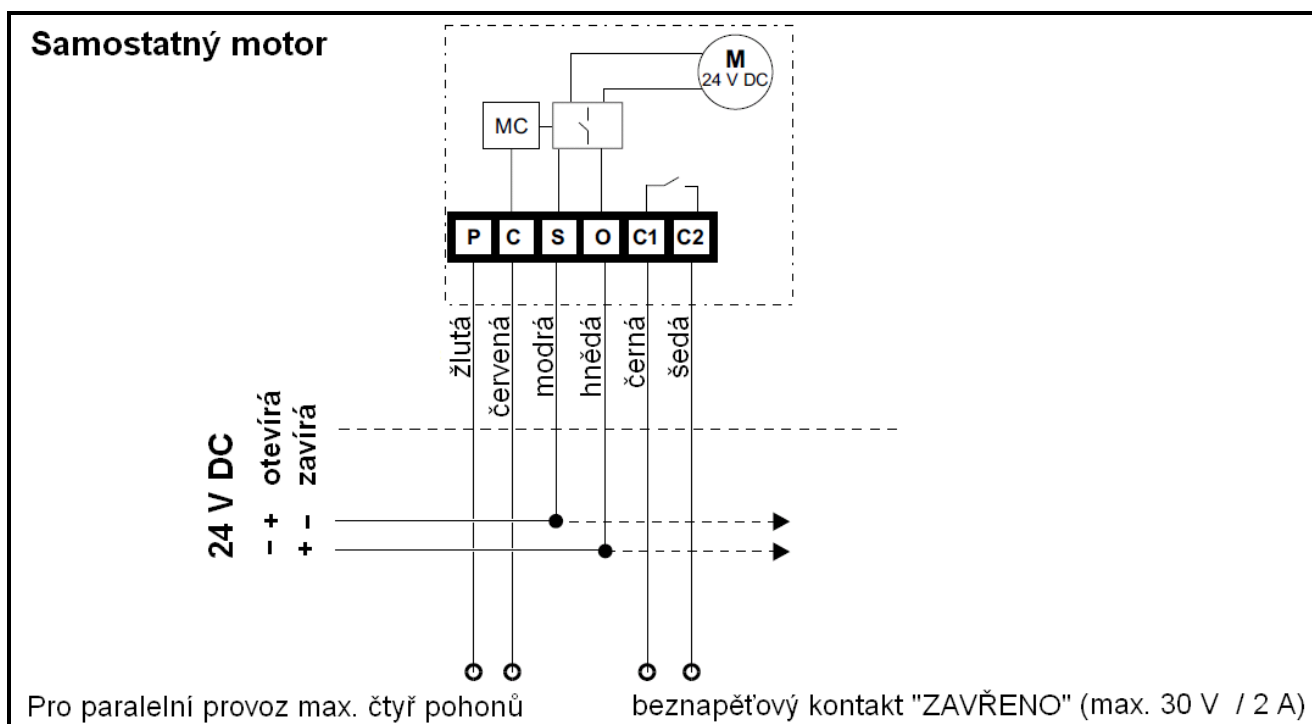 Samostatný motor
M
24 V DC
MC
P C S O C1 C2
žlutá
červená
modrá
hnědá
černá
šedá
24 V DC
otevírá
zavírá
+ −
− +
Pro paralelní provoz max. čtyř pohonů
beznapěťový kontakt "ZAVŘENO" (max. 30 V / 2 A)